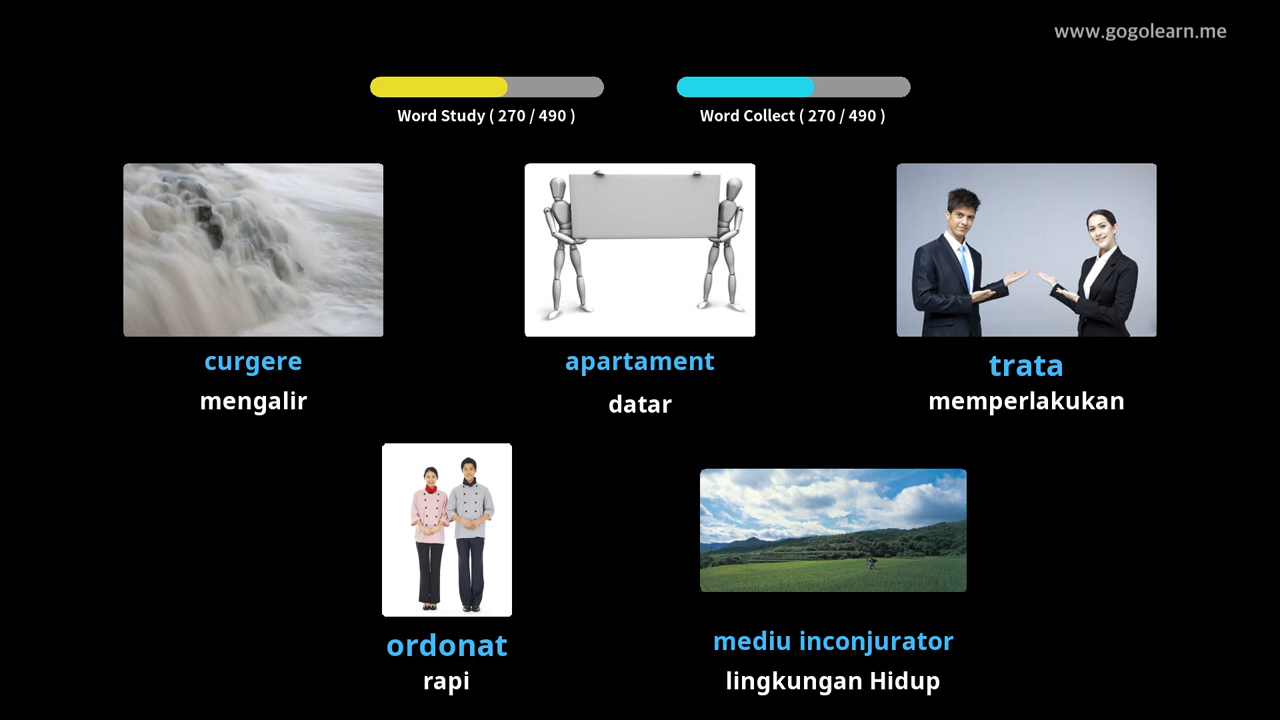 www.gogolearn.me
Word Study ( 270 / 490 )
Word Collect ( 270 / 490 )
curgere
mengalir
apartament
datar
trata
memperlakukan
ordonat
rapi
mediu inconjurator
lingkungan Hidup